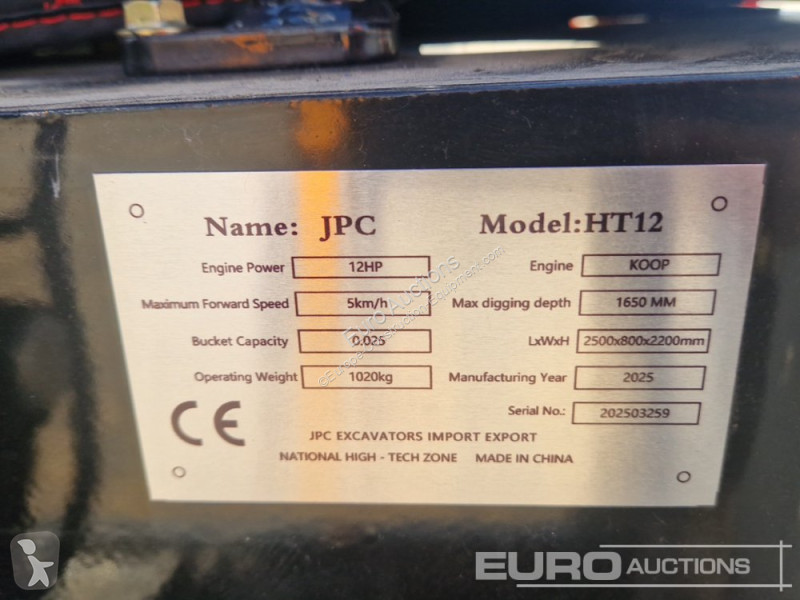 Name: JPC Model:HT12
Engine Power 12HP Engine KOOP
Maximum Forward Speed 5km/h Max digging depth 1650 MM
Bucket Capacity 0.025 LxWxH 2500x800x2200mm
Operating Weight 1020kg Manufacturing Year 2025
Serial No.: 202503259
CE
JPC EXCAVATORS IMPORT EXPORT
NATIONAL HIGH - TECH ZONE MADE IN CHINA
Euro Auctions
EURO AUCTIONS